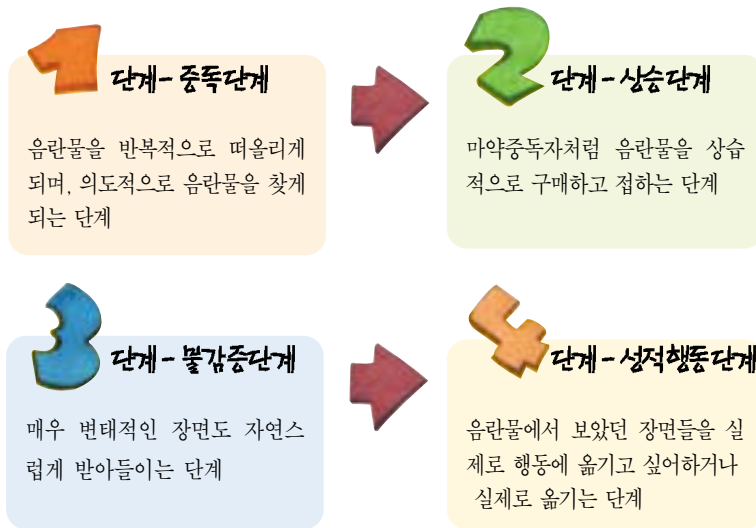 1 단계- 중독단계
음란물을 반복적으로 떠올리게
되며, 의도적으로 음란물을 찾게
되는 단계
2 단계 - 상승단계
마약중독자처럼 음란물을 상습
적으로 구매하고 접하는 단계
3 단계 - 불감증단계
매우 변태적인 장면도 자연스
럽게 받아들이는 단계
4 단계 - 성적행동단계
음란물에서 보았던 장면들을 실
제로 행동에 옮기고 싶어하거나
실제로 옮기는 단계